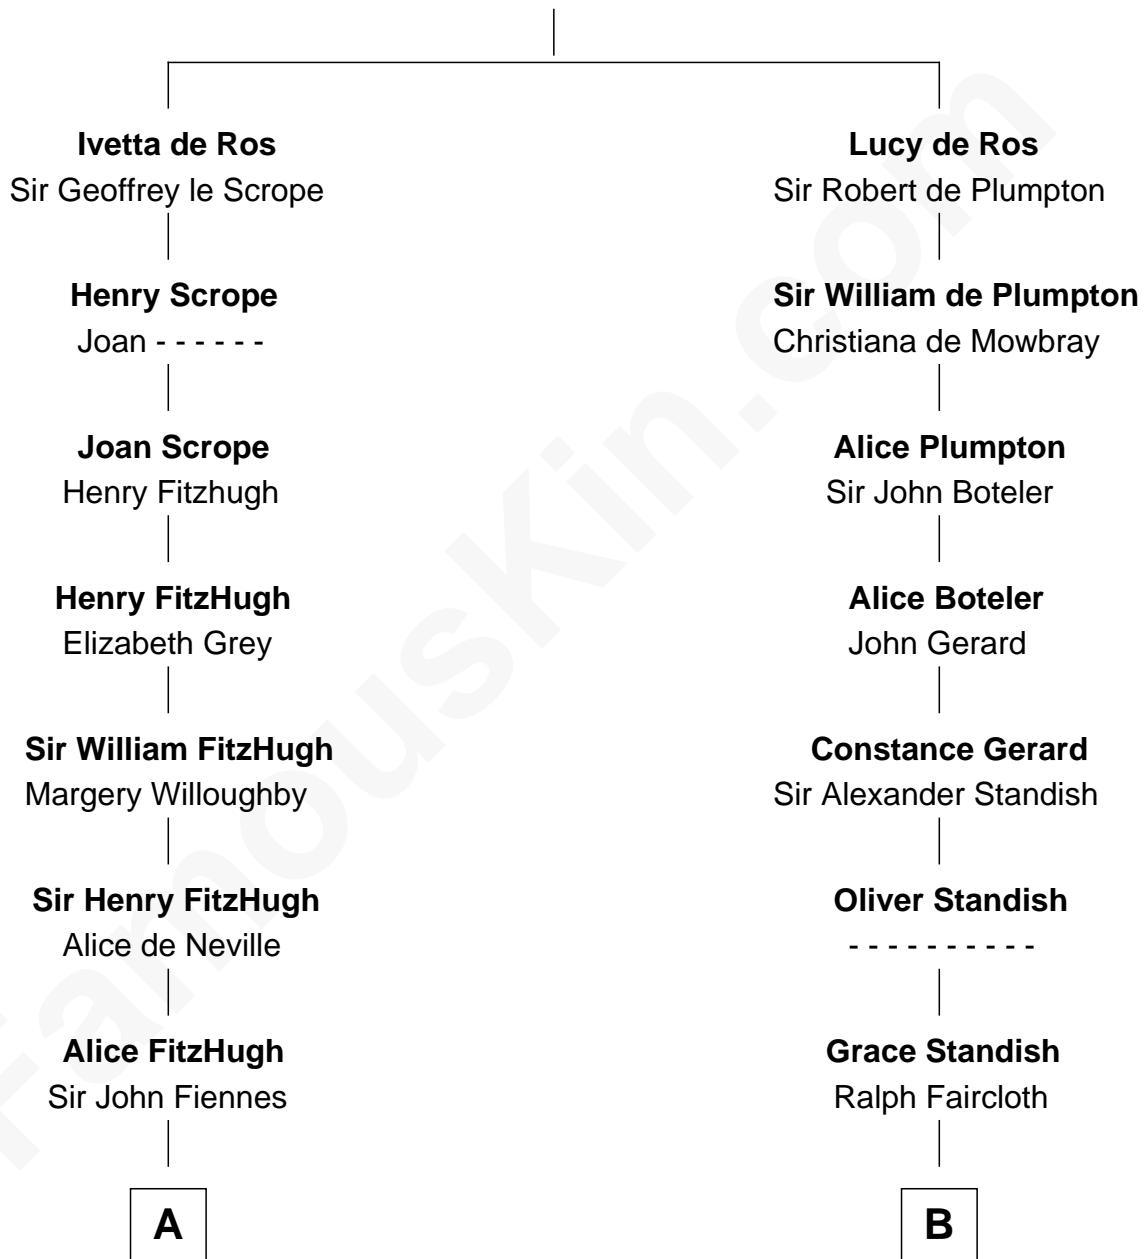 Ivetta de Ros
Sir Geoffrey le Scrope
Lucy de Ros
Sir Robert de Plumpton
Henry Scrope
Joan - - - - - -
Sir William de Plumpton
Christiana de Mowbray
Joan Scrope
Henry Fitzhugh
Alice Plumpton
Sir John Boteler
Henry FitzHugh
Elizabeth Grey
Alice Boteler
John Gerard
Sir William FitzHugh
Margery Willoughby
Constance Gerard
Sir Alexander Standish
Sir Henry FitzHugh
Alice de Neville
Oliver Standish
- - - - - - - - - -
Alice FitzHugh
Sir John Fiennes
Grace Standish
Ralph Faircloth
A
B
FamousKin.com